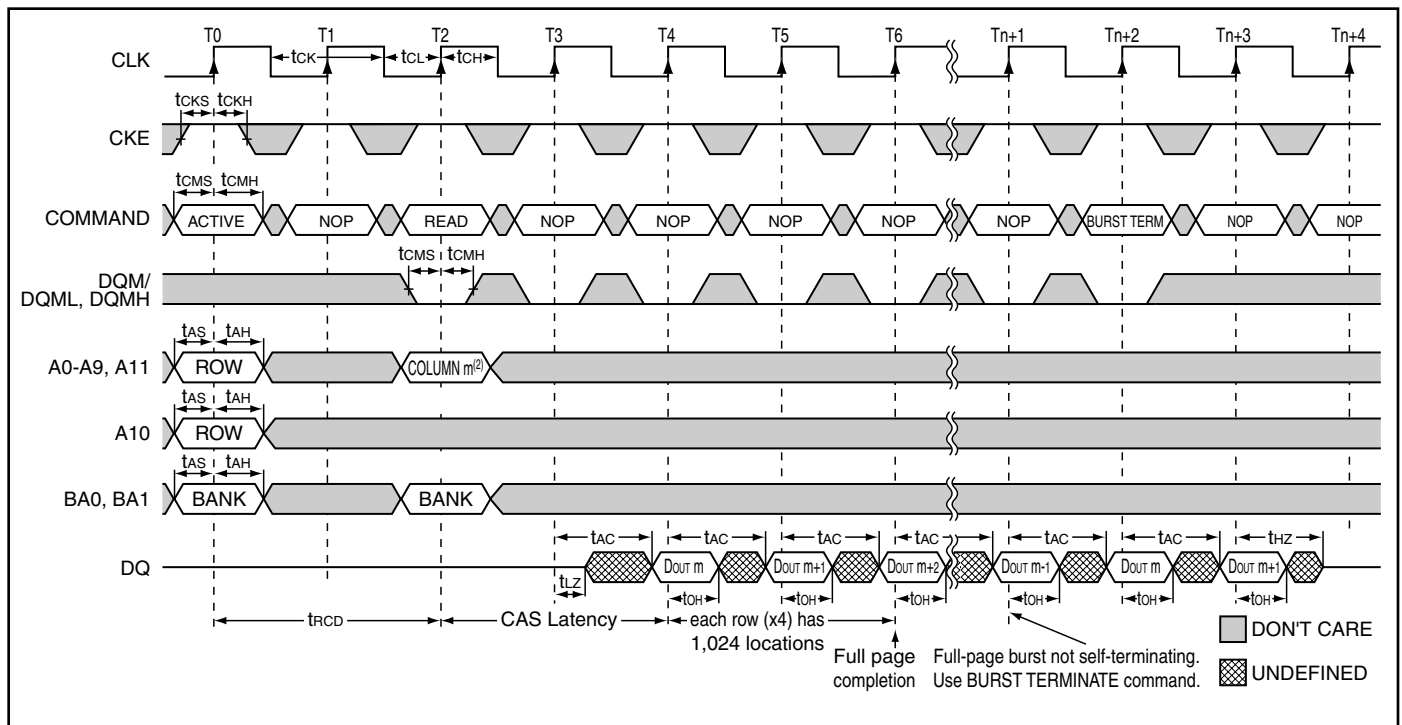 T0 T1 T2 T3 T4 T5 T6 Tn+1 Tn+2 Tn+3 Tn+4
CLK
tCK tCL tCH
tCKS tCKH
CKE
tCMS tCMH
COMMAND ACTIVE NOP READ NOP NOP NOP NOP NOP BURST TERM NOP NOP
tCMS tCMH
DQM/
DQML, DQMH
tAS tAH
A0-A9, A11 ROW COLUMN m(2)
tAS tAH
A10 ROW
tAS tAH
BA0, BA1 BANK BANK
tAC tAC tAC tAC tAC tAC tHZ
DQ DOUT m DOUT m+1 DOUT m+2 DOUT m-1 DOUT m DOUT m+1
tLZ tOH tOH tOH tOH tOH tOH
tRCD CAS Latency each row (x4) has
1,024 locations
Full page
completion
Full-page burst not self-terminating.
Use BURST TERMINATE command.
DON'T CARE
UNDEFINED